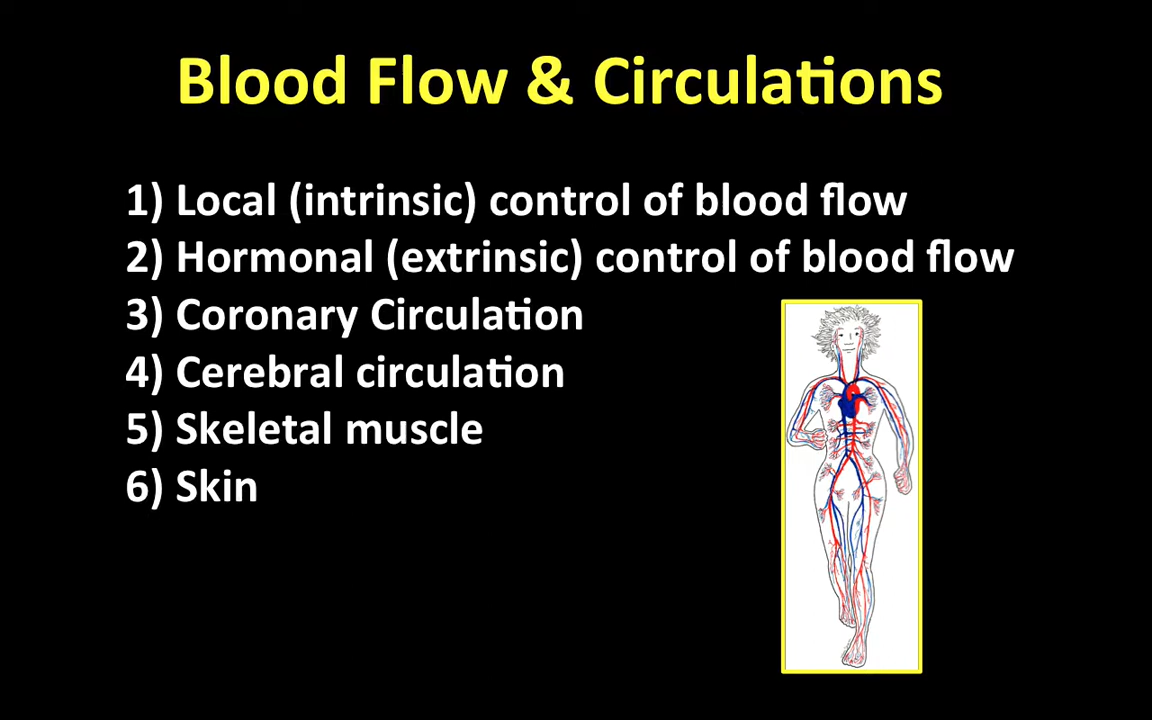 Blood Flow & Circulations
1) Local (intrinsic) control of blood flow
2) Hormonal (extrinsic) control of blood flow
3) Coronary Circulation
4) Cerebral circulation
5) Skeletal muscle
6) Skin